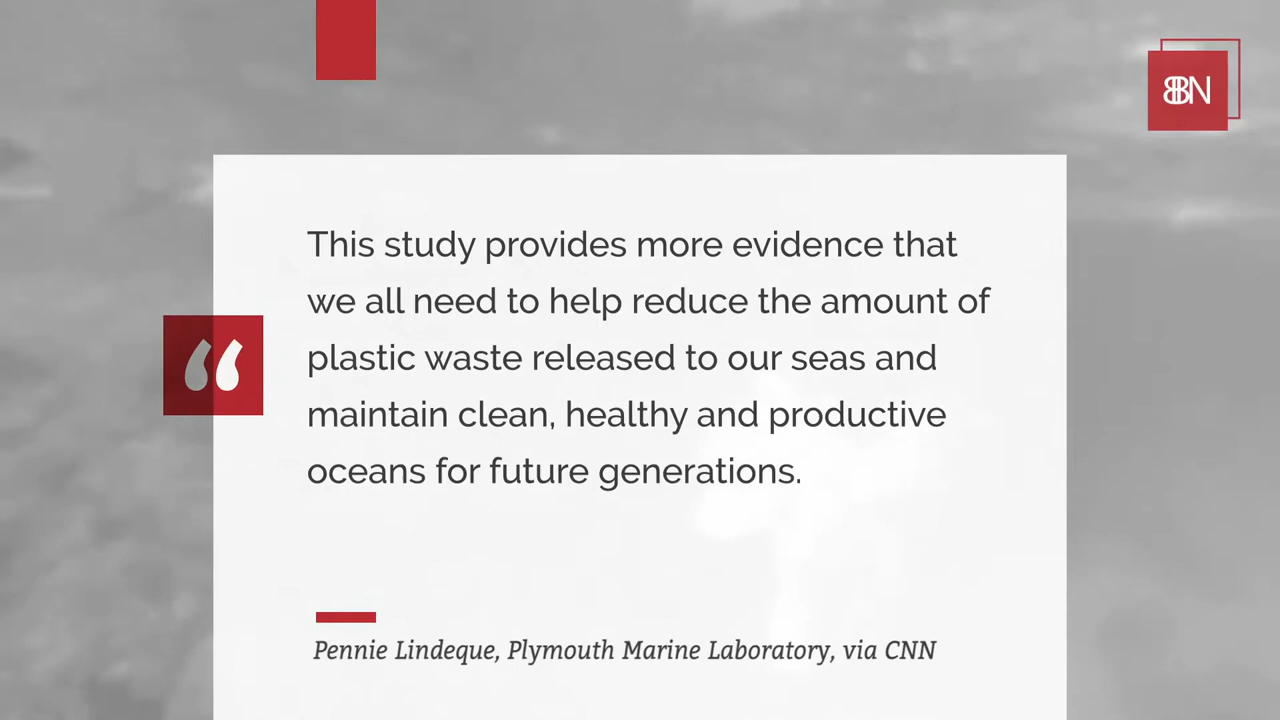 BBN
This study provides more evidence that
we all need to help reduce the amount of
plastic waste released to our seas and
maintain clean, healthy and productive
oceans for future generations.
“
Pennie Lindeque, Plymouth Marine Laboratory, via CNN